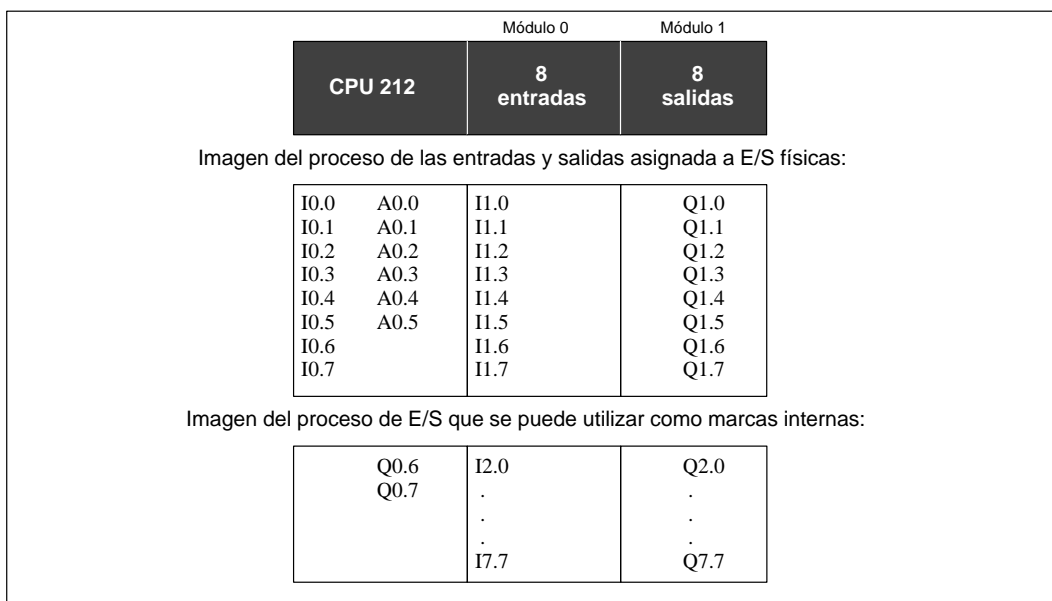 Módulo 0 Módulo 1
CPU 212 8 entradas 8 salidas
Imagen del proceso de las entradas y salidas asignada a E/S físicas:
I0.0 A0.0 I1.0 Q1.0
I0.1 A0.1 I1.1 Q1.1
I0.2 A0.2 I1.2 Q1.2
I0.3 A0.3 I1.3 Q1.3
I0.4 A0.4 I1.4 Q1.4
I0.5 A0.5 I1.5 Q1.5
I0.6 I1.6 Q1.6
I0.7 I1.7 Q1.7
Imagen del proceso de E/S que se puede utilizar como marcas internas:
Q0.6 I2.0 Q2.0
Q0.7 . .
. .
. .
I7.7 Q7.7